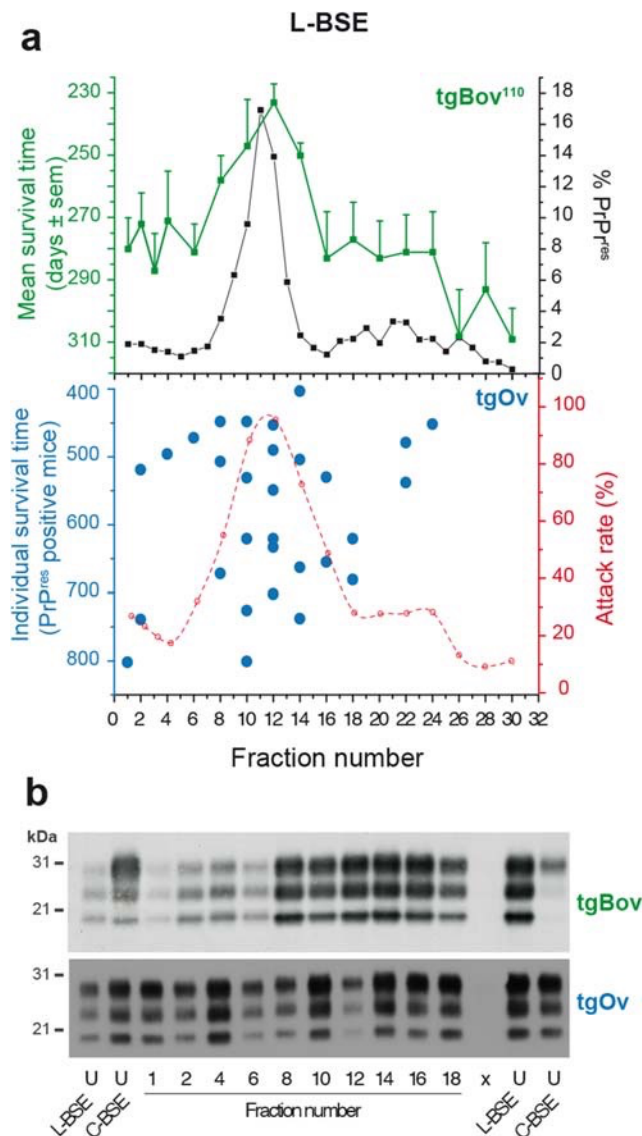 L-BSE
a
tgBov¹¹⁰
Mean survival time
(days ± sem)
230
250
270
290
310
% PrPʳᵉˢ
18
16
14
12
10
8
6
4
2
0
tgOv
Individual survival time
(PrPʳᵉˢ positive mice)
400
500
600
700
800
Attack rate (%)
100
80
60
40
20
0
0 2 4 6 8 10 12 14 16 18 20 22 24 26 28 30 32
Fraction number
b
kDa
31
21
tgBov
31
21
tgOv
U U 1 2 4 6 8 10 12 14 16 18 x U U
L-BSE C-BSE Fraction number L-BSE C-BSE